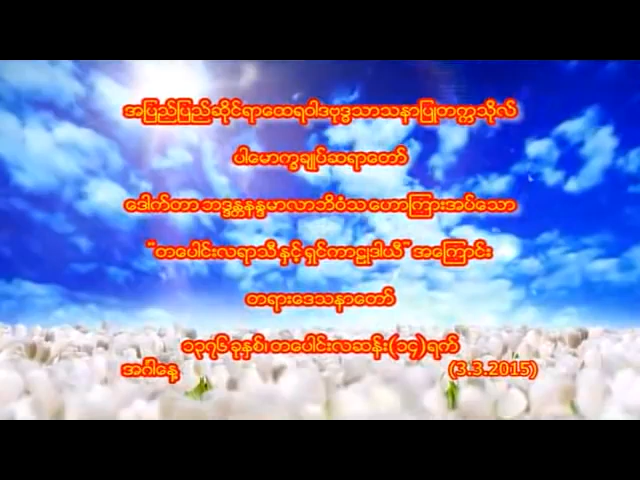 အပြည်ပြည်ဆိုင်ရာထေရဝါဒဗုဒ္ဓသာသနာပြုတက္ကသိုလ်
ပါမောက္ခချုပ်ဆရာတော်
ဒေါက်တာဘဒ္ဒန္တနန္ဒမာလာဘိဝံသ ဟောကြားအပ်သော
"တပေါင်းလရာသီနှင့်ရှင်ကာဠုဒါယီ" အကြောင်း
တရားဒေသနာတော်
၁၃၇၆ခုနှစ်၊တပေါင်းလဆန်း(၁၄)ရက်
အင်္ဂါနေ့ (3.3.2015)